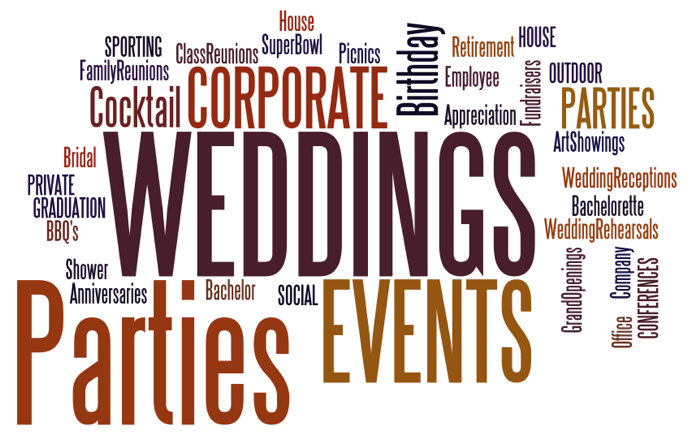 House
SPORTING
ClassReunions
SuperBowl
Picnics
Birthday
Retirement
HOUSE
FamilyReunions
CORPORATE
Employee
Fundraisers
OUTDOOR
Cocktail
Appreciation
PARTIES
ArtShowings
WEDDINGS
Bridal
WeddingReceptions
PRIVATE
GRADUATION
Bachelorette
BBQ's
WeddingRehearsals
Shower
GrandOpenings
Company
CONFERENCES
Anniversaries
Bachelor
SOCIAL
EVENTS
Parties
Office